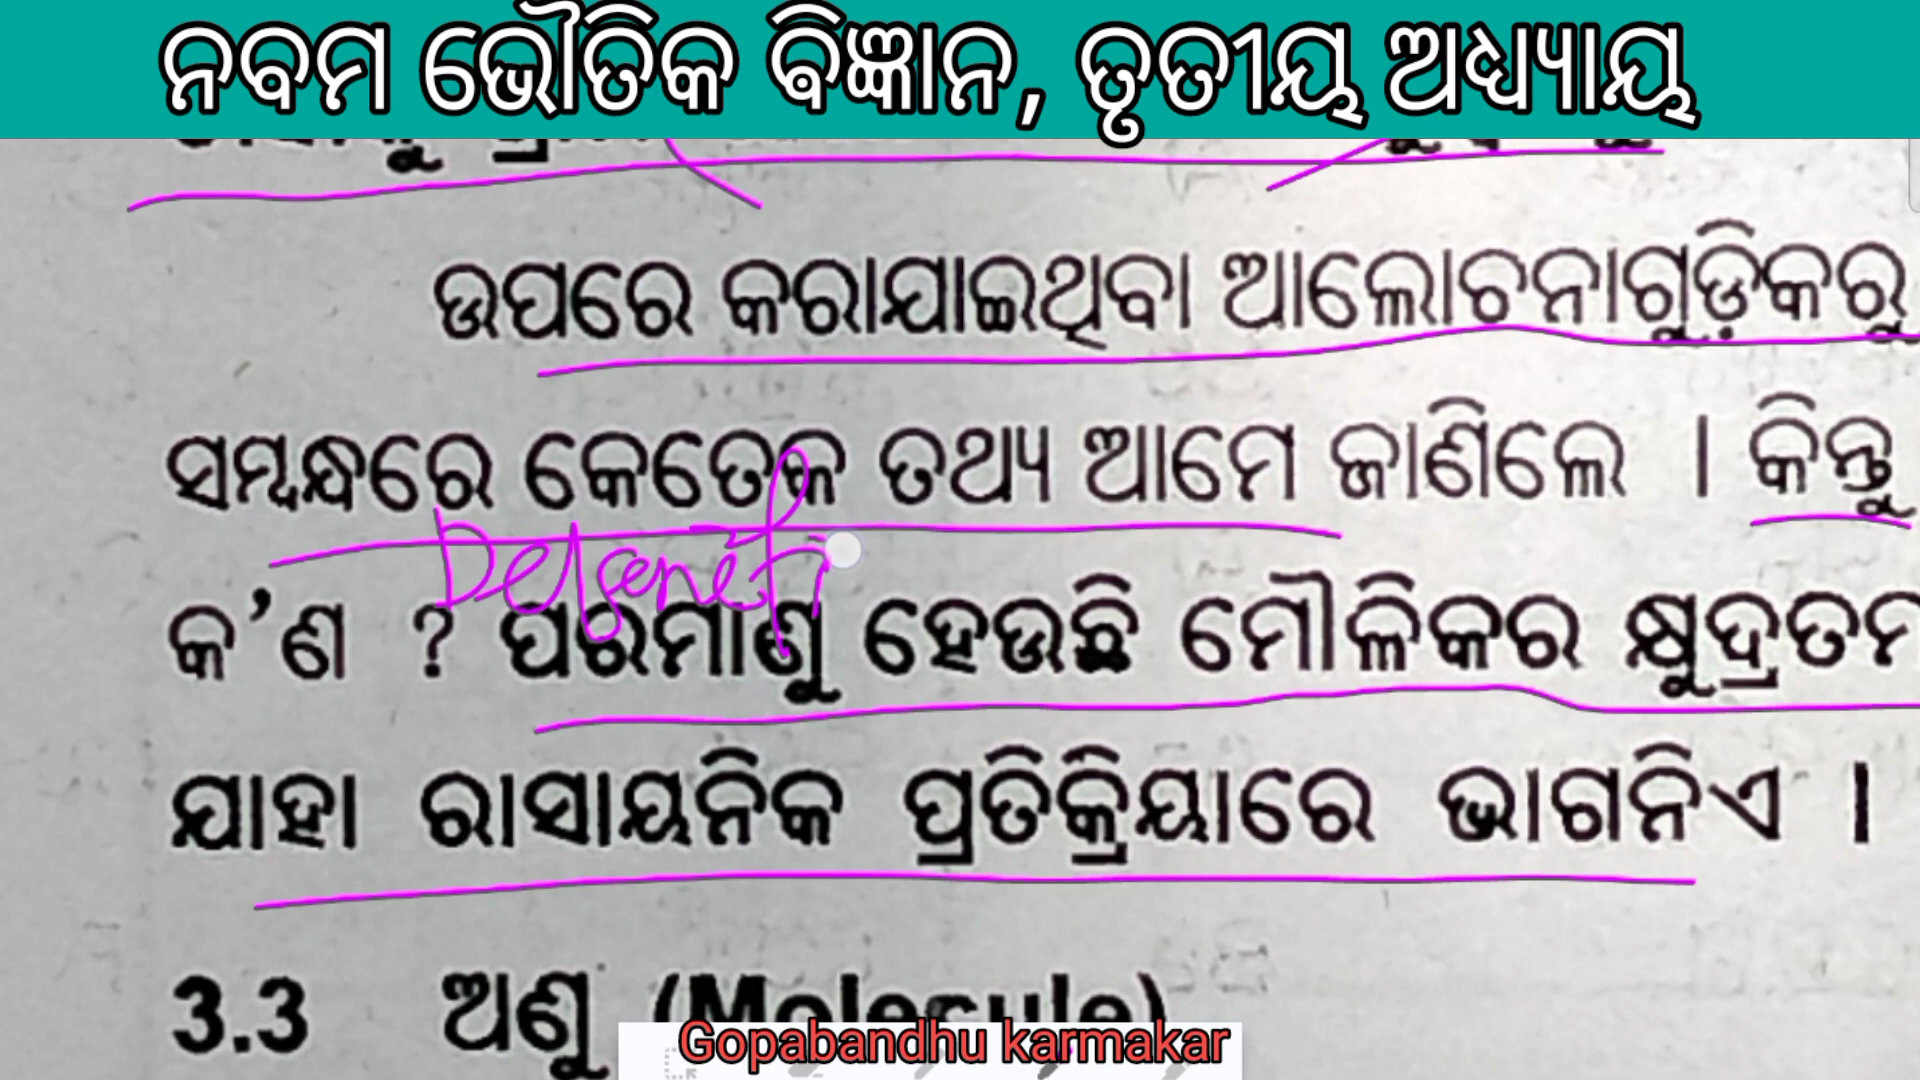 ନବମ ଭୌତିକ ବିଜ୍ଞାନ, ତୃତୀୟ ଅଧ୍ୟାୟ
ଉପରେ କରାଯାଇଥିବା ଆଲୋଚନାଗୁଡ଼ିକରୁ
ସମ୍ବନ୍ଧରେ କେତେକ ତଥ୍ୟ ଆମେ ଜାଣିଲେ । କିନ୍ତୁ
କ'ଣ ? ପରମାଣୁ ହେଉଛି ମୌଳିକର କ୍ଷୁଦ୍ରତମ
ଯାହା ରାସାୟନିକ ପ୍ରତିକ୍ରିୟାରେ ଭାଗନିଏ ।
3.3 ଅଣୁ (Molecule)
Gopabandhu karmakar